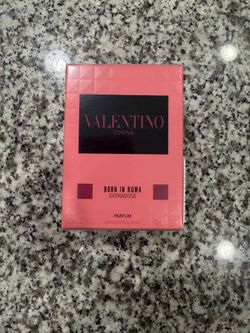 VALENTINO
DONNA
BORN IN ROMA
EXTRADOSE
PARFUM